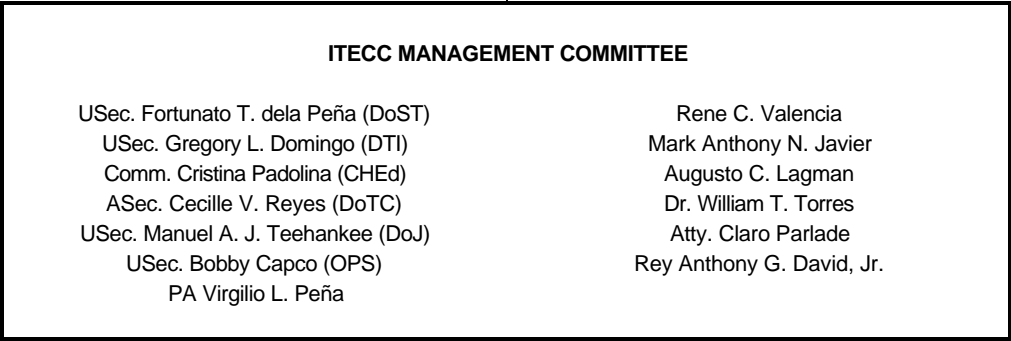 ITECC MANAGEMENT COMMITTEE
USec. Fortunato T. dela Peña (DoST)
USec. Gregory L. Domingo (DTI)
Comm. Cristina Padolina (CHEd)
ASec. Cecille V. Reyes (DoTC)
USec. Manuel A. J. Teehankee (DoJ)
USec. Bobby Capco (OPS)
PA Virgilio L. Peña
Rene C. Valencia
Mark Anthony N. Javier
Augusto C. Lagman
Dr. William T. Torres
Atty. Claro Parlade
Rey Anthony G. David, Jr.